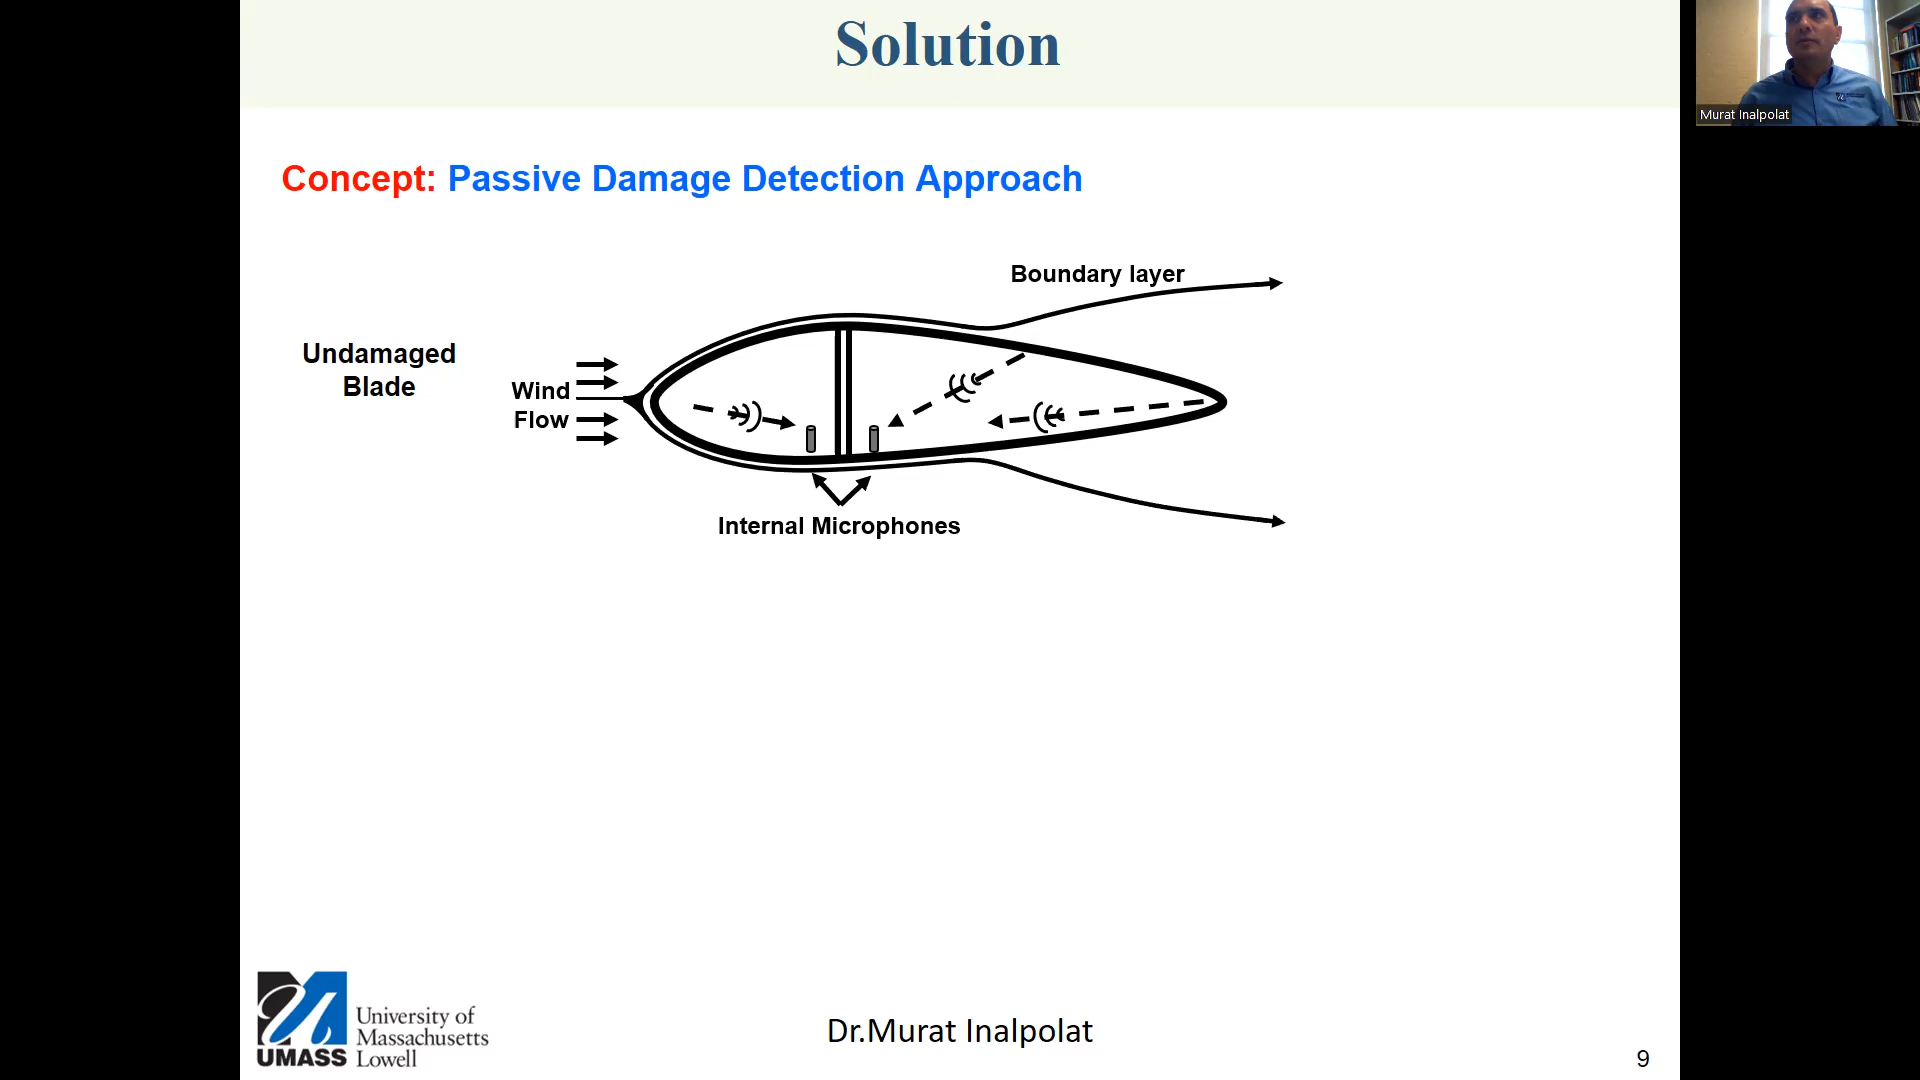 Solution
Murat Inalpolat
Concept: Passive Damage Detection Approach
Boundary layer
Undamaged
Blade
Wind
Flow
Internal Microphones
UMASS
University of
Massachusetts
Lowell
Dr.Murat Inalpolat
9